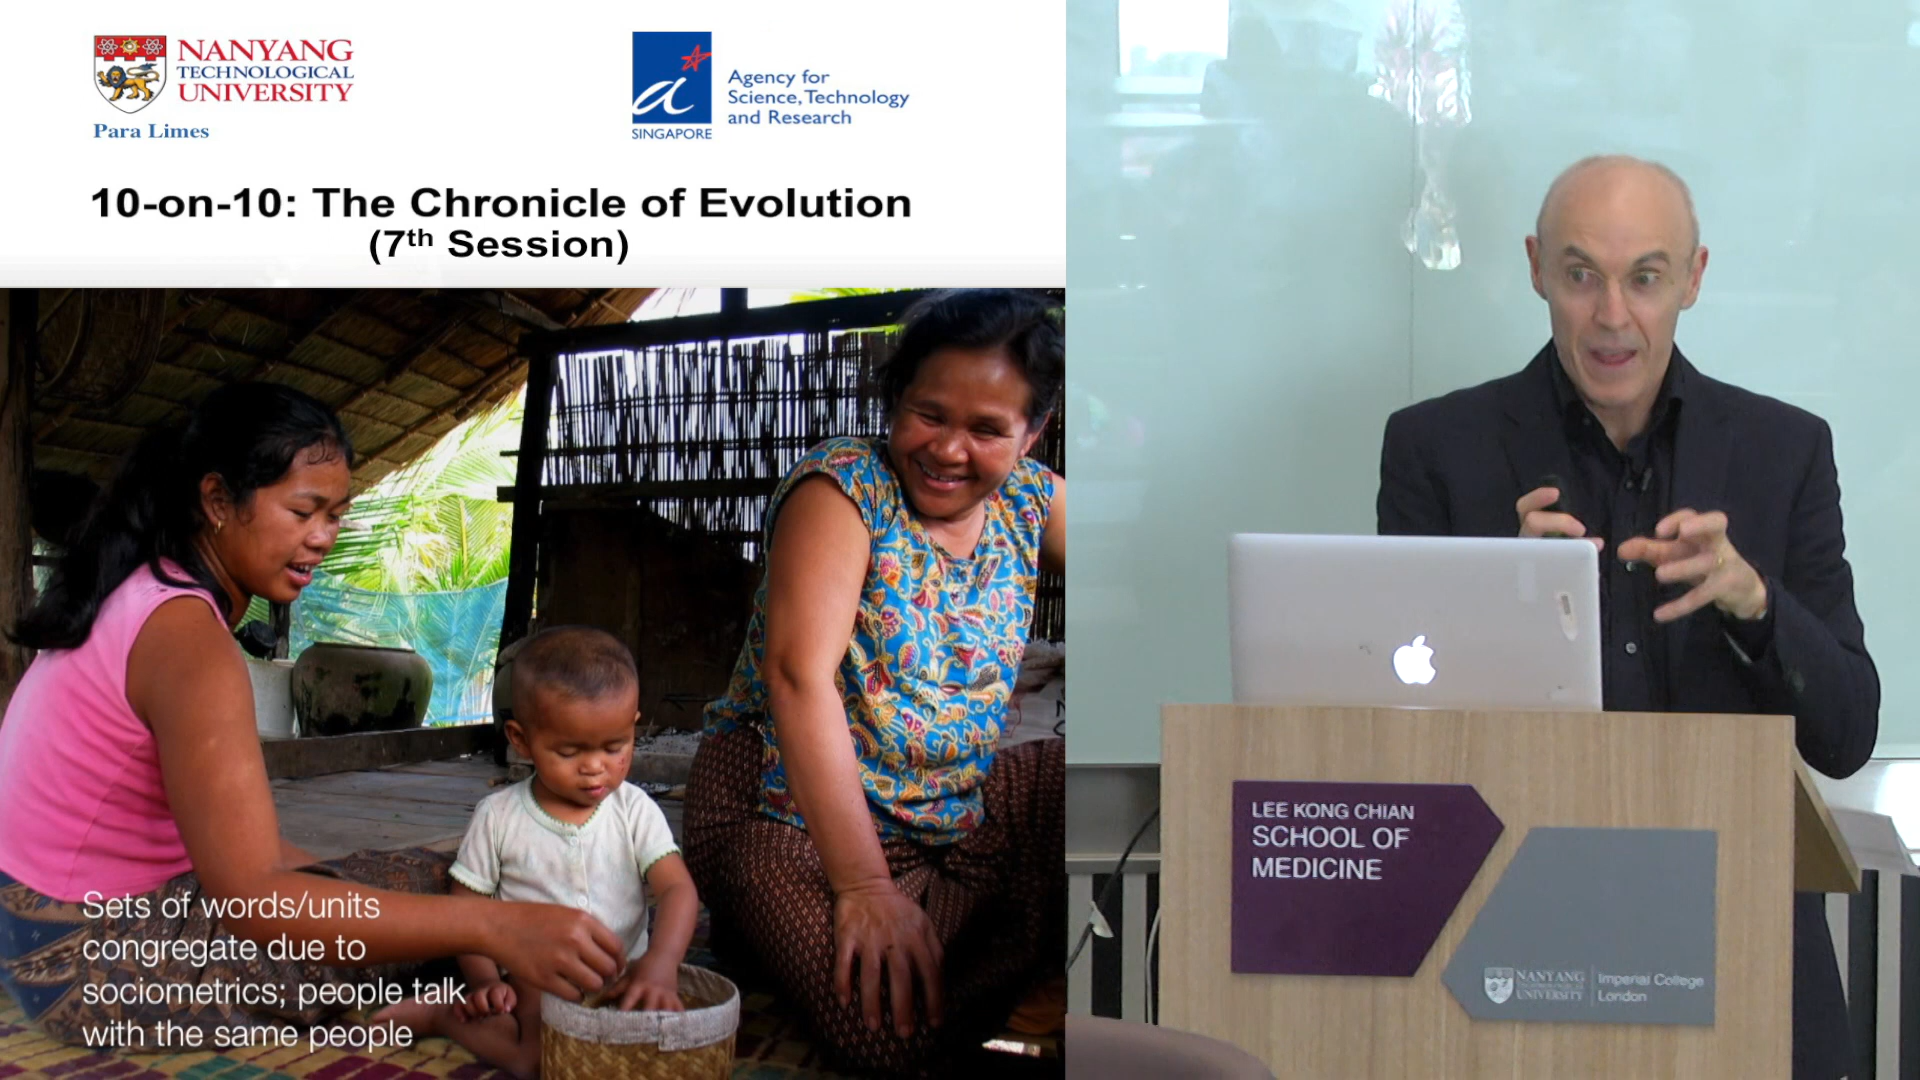 NANYANG
TECHNOLOGICAL
UNIVERSITY
Para Limes
SINGAPORE
Agency for
Science, Technology
and Research
10-on-10: The Chronicle of Evolution
(7th Session)
Sets of words/units
congregate due to
sociometrics; people talk
with the same people
LEE KONG CHIAN
SCHOOL OF
MEDICINE
NANYANG
TECHNOLOGICAL
UNIVERSITY
Imperial College
London